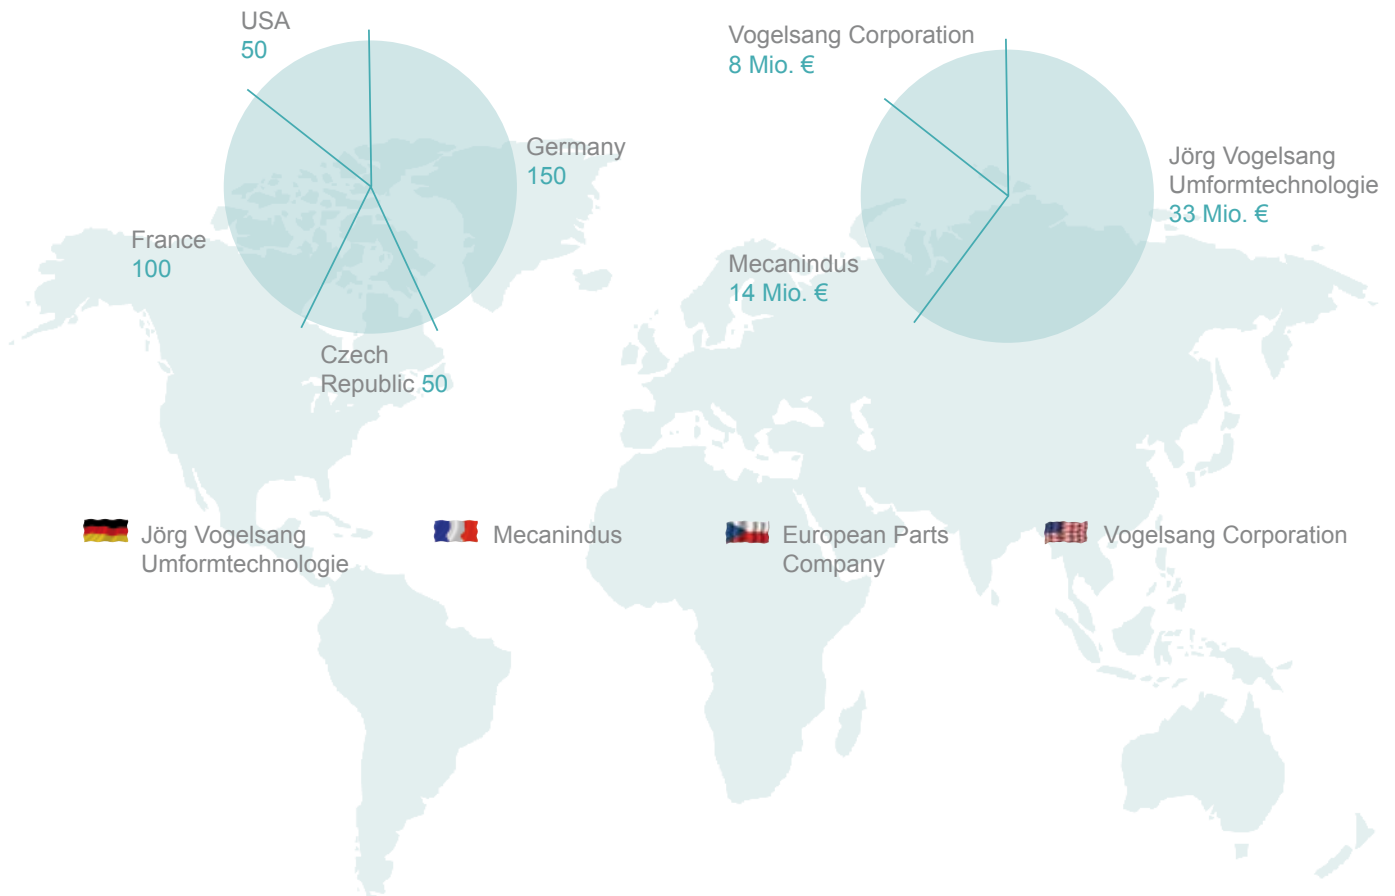 USA
50
Germany
150
France
100
Czech
Republic 50
Vogelsang Corporation
8 Mio. €
Jörg Vogelsang
Umformtechnologie
33 Mio. €
Mecanindus
14 Mio. €
Jörg Vogelsang
Umformtechnologie
Mecanindus
European Parts
Company
Vogelsang Corporation